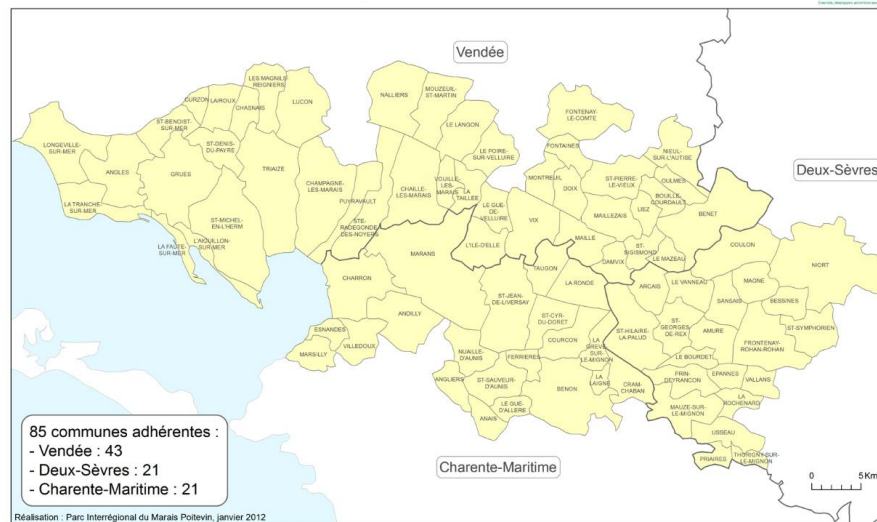 Vendée
Deux-Sèvres
Charente-Maritime
LES MAGNILS-
REIGNIERS
CURZON
LAIROUX
CHASNAIS
LUCON
ST-BENOIST-
SUR-MER
ST-DENIS-
DU-PAYRE
LONGEVILLE-
SUR-MER
ANGLES
GRUES
TRIAIZE
LA TRANCHE-
SUR-MER
ST-MICHEL-
EN-L'HERM
LA FAUTE-
SUR-MER
L'AIGUILLON-
SUR-MER
CHAMPAGNE-
LES-MARAIS
PUYRAVAULT
STE-
RADEGONDE-
DES-NOYERS
NALLIERS
MOUZEUIL-
ST-MARTIN
LE LANGON
LE POIRE-
SUR-VELLUIRE
CHAILLE-
LES-MARAIS
VOUILLE-
LES-
MARAIS
LA
TAILLEE
LE GUE-
DE-
VELLUIRE
L'ILE-D'ELLE
VIX
FONTENAY-
LE-COMTE
FONTAINES
MONTREUIL
DOIX
NIEUL-
SUR-L'AUTISE
OULMES
ST-PIERRE-
LE-VIEUX
BOUILLE-
COURDAULT
LIEZ
BENET
MAILLEZAIS
MAILLE
ST-
SIGISMOND
DAMVIX
LE MAZEAU
MARANS
CHARRON
ANDILLY
ESNANDES
MARSILLY
VILLEDOUX
TAUGON
LA RONDE
ST-JEAN-
DE-LIVERSAY
ST-CYR-
DU-DORET
COURCON
LA
GREVE-
SUR-
LE-MIGNON
NUAILLE-
D'AUNIS
FERRIERES
ANGLIERS
ST-SAUVEUR-
D'AUNIS
LE GUE-
D'ALLERE
ANAIS
BENON
LA
LAIGNE
CRAM-
CHABAN
COULON
NIORT
ARCAIS
LE VANNEAU
SANSAIS
MAGNE
BESSINES
ST-SYMPHORIEN
ST-HILAIRE-
LA-PALUD
ST-
GEORGES-
DE-REX
AMURE
FRONTENAY-
ROHAN-ROHAN
LE BOURDET
PRIN-
DEYRANCON
EPANNES
VALLANS
LA
ROCHENARD
MAUZE-SUR-
LE-MIGNON
USSEAU
PRIAIRES
THORIGNY-SUR-
LE-MIGNON
85 communes adhérentes :
- Vendée : 43
- Deux-Sèvres : 21
- Charente-Maritime : 21
0 5 Km
Réalisation : Parc Interrégional du Marais Poitevin, janvier 2012